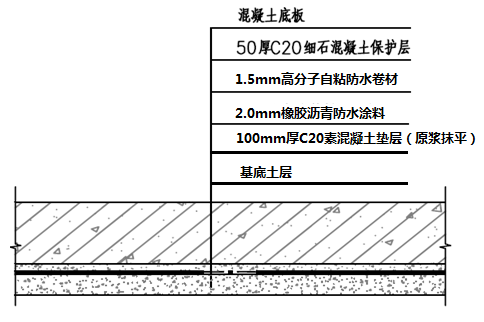 混凝土底板
50厚C20细石混凝土保护层
1.5mm高分子自粘防水卷材
2.0mm橡胶沥青防水涂料
100mm厚C20素混凝土垫层（原浆抹平）
基底土层